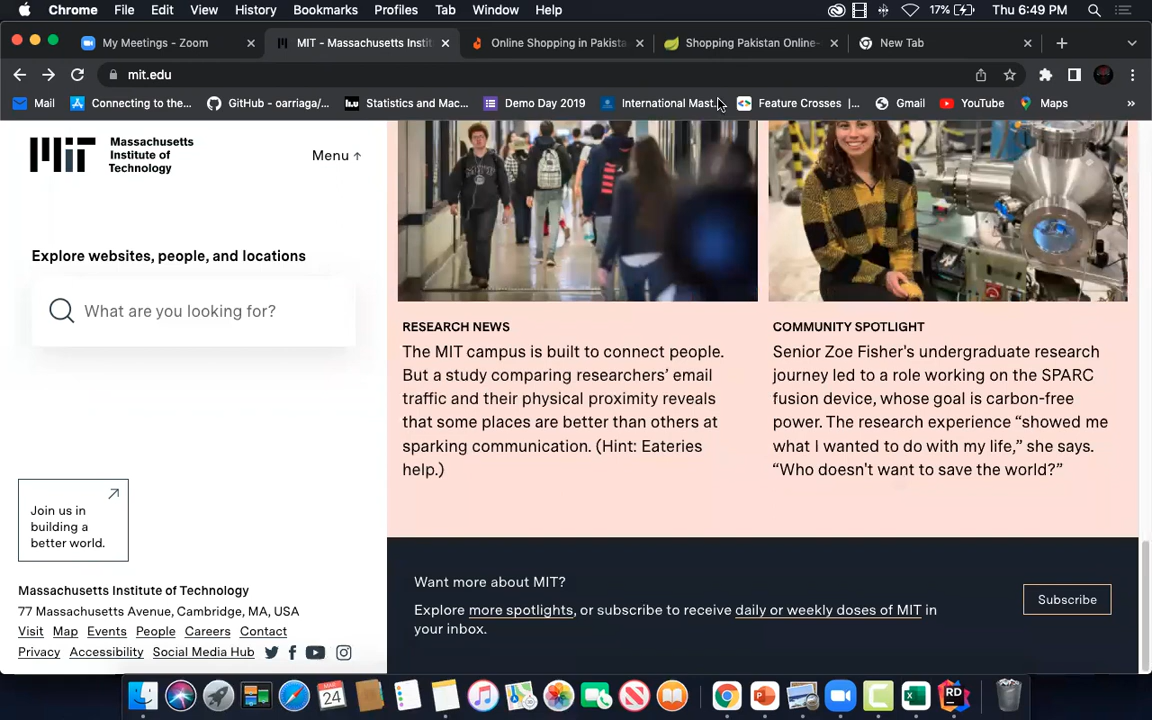 Chrome File Edit View History Bookmarks Profiles Tab Window Help 17% Thu 6:49 PM
My Meetings - Zoom MIT - Massachusetts Instit Online Shopping in Pakista Shopping Pakistan Online- New Tab
mit.edu
Mail Connecting to the... GitHub - oarriaga/... Statistics and Mac... Demo Day 2019 International Mast... Feature Crosses |... Gmail YouTube Maps »
Massachusetts
Institute of
Technology
Menu ↑
Explore websites, people, and locations
What are you looking for?
Join us in
building a
better world.
Massachusetts Institute of Technology
77 Massachusetts Avenue, Cambridge, MA, USA
Visit Map Events People Careers Contact
Privacy Accessibility Social Media Hub
RESEARCH NEWS
The MIT campus is built to connect people.
But a study comparing researchers' email
traffic and their physical proximity reveals
that some places are better than others at
sparking communication. (Hint: Eateries
help.)
COMMUNITY SPOTLIGHT
Senior Zoe Fisher's undergraduate research
journey led to a role working on the SPARC
fusion device, whose goal is carbon-free
power. The research experience “showed me
what I wanted to do with my life,” she says.
“Who doesn't want to save the world?”
Want more about MIT?
Explore more spotlights, or subscribe to receive daily or weekly doses of MIT in
your inbox.
Subscribe
24
RD